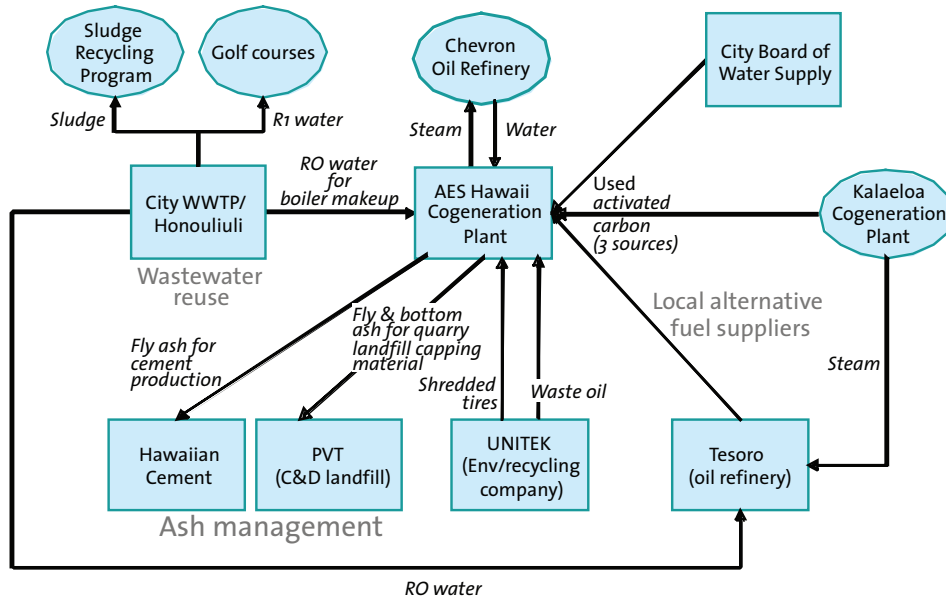 Sludge
Recycling
Program
Golf courses
Chevron
Oil Refinery
City Board of
Water Supply
Sludge
R1 water
Steam
Water
RO water
for
boiler makeup
City WWTP/
Honouliuli
AES Hawaii
Cogeneration
Plant
Used
activated
carbon
(3 sources)
Kalaeloa
Cogeneration
Plant
Wastewater
reuse
Local alternative
fuel suppliers
Fly ash for
cement
production
Fly & bottom
ash for quarry
landfill capping
material
Shredded
tires
Waste oil
Steam
Hawaiian
Cement
PVT
(C&D landfill)
UNITEK
(Env/recycling
company)
Tesoro
(oil refinery)
Ash management
RO water